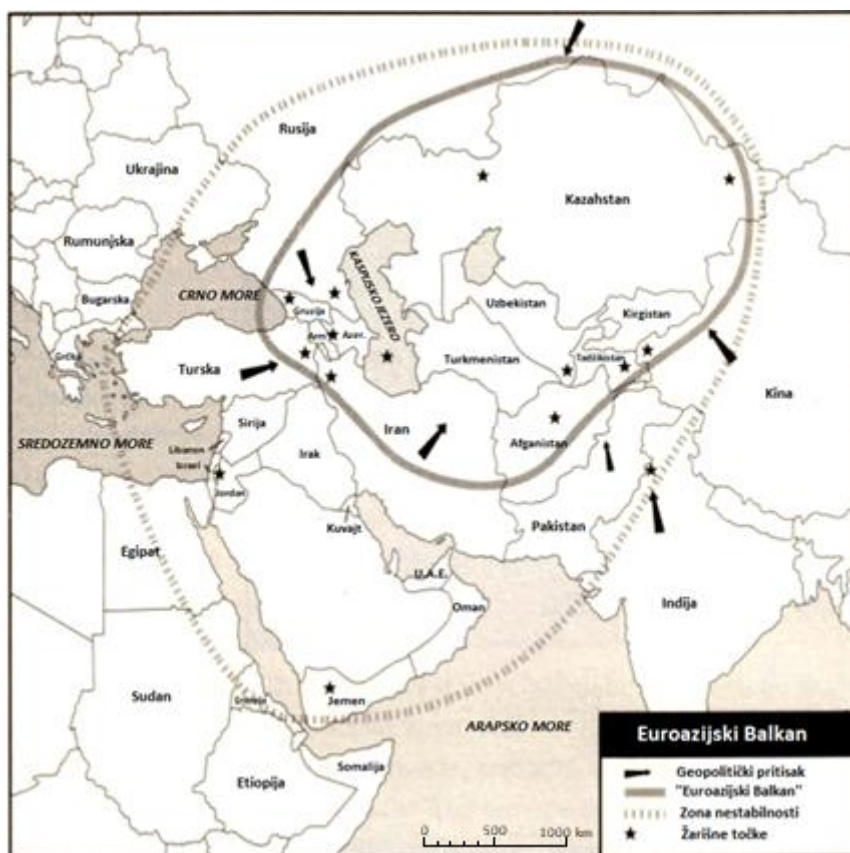 Rusija
Ukrajina
Kazahstan
Rumunjska
KASPIJSKO JEZERO
CRNO MORE
Bugarska
Uzbekistan
Gruzija
Kirgistan
Arm
Azer.
Grčka
Turkmenistan
Tadžikistan
Turska
Kina
Sirija
Iran
Afganistan
SREDOZEMNO MORE
Libanon
Irak
Izrael
Jordan
Kuvajt
Pakistan
Egipat
U.A.E.
Oman
Indija
Sudan
Eritreja
Jemen
ARAPSKO MORE
Etiopija
Somalija
Euroazijski Balkan
Geopolitički pritisak
"Euroazijski Balkan"
Zona nestabilnosti
Žarišne točke
0 500 1000 km